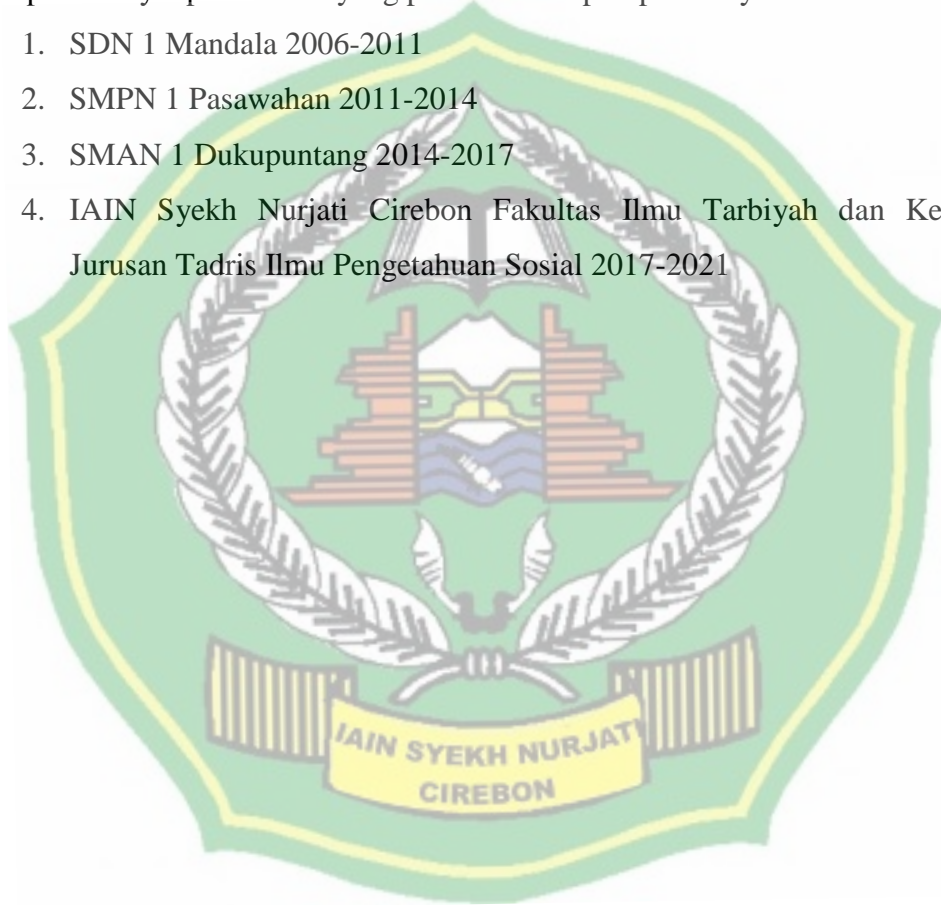 1. SDN 1 Mandala 2006-2011
2. SMPN 1 Pasawahan 2011-2014
3. SMAN 1 Dukupuntang 2014-2017
4. IAIN Syekh Nurjati Cirebon Fakultas Ilmu Tarbiyah dan Ke
Jurusan Tadris Ilmu Pengetahuan Sosial 2017-2021
IAIN SYEKH NURJATI
CIREBON